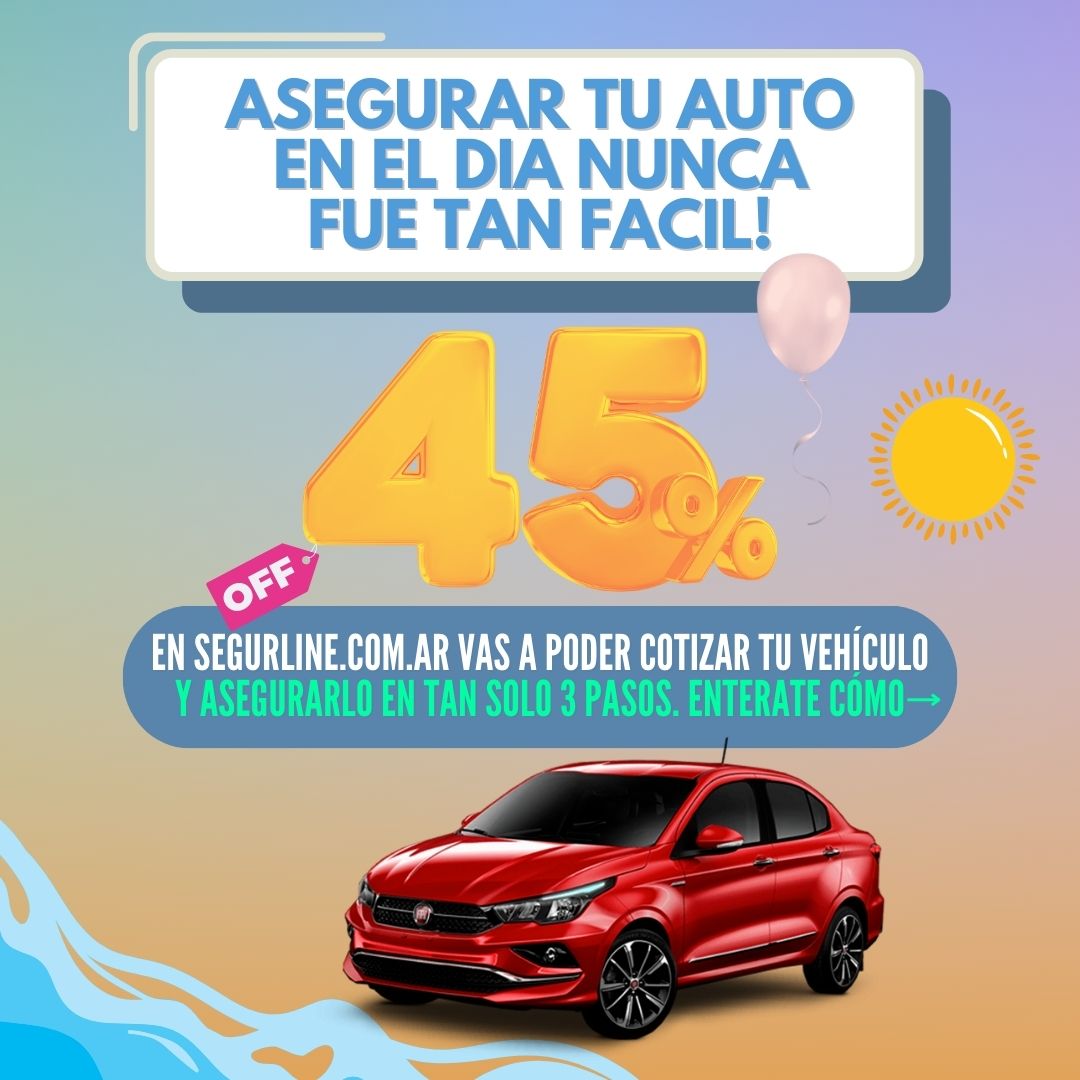 ASEGURAR TU AUTO
EN EL DIA NUNCA
FUE TAN FACIL!
45%
OFF
EN SEGURLINE.COM.AR VAS A PODER COTIZAR TU VEHÍCULO
Y ASEGURARLO EN TAN SOLO 3 PASOS. ENTERATE CÓMO→